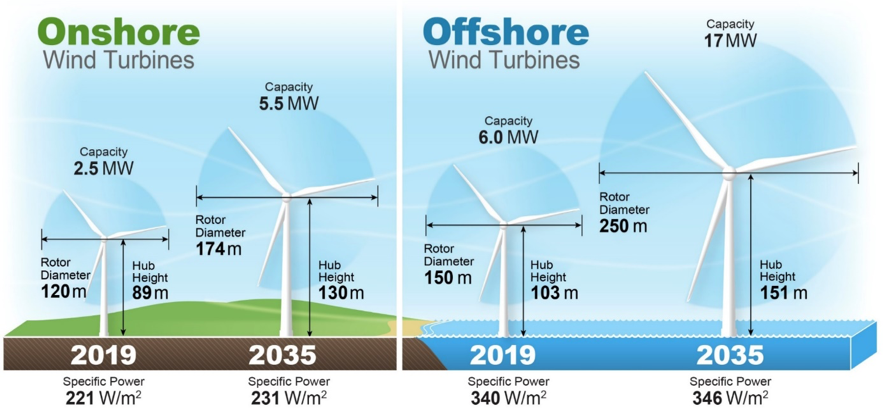 Onshore
Wind Turbines
Capacity
2.5 MW
Rotor
Diameter
120 m
Hub
Height
89 m
2019
Specific Power
221 W/m²
Capacity
5.5 MW
Rotor
Diameter
174 m
Hub
Height
130 m
2035
Specific Power
231 W/m²
Offshore
Wind Turbines
Capacity
6.0 MW
Rotor
Diameter
150 m
Hub
Height
103 m
2019
Specific Power
340 W/m²
Capacity
17 MW
Rotor
Diameter
250 m
Hub
Height
151 m
2035
Specific Power
346 W/m²